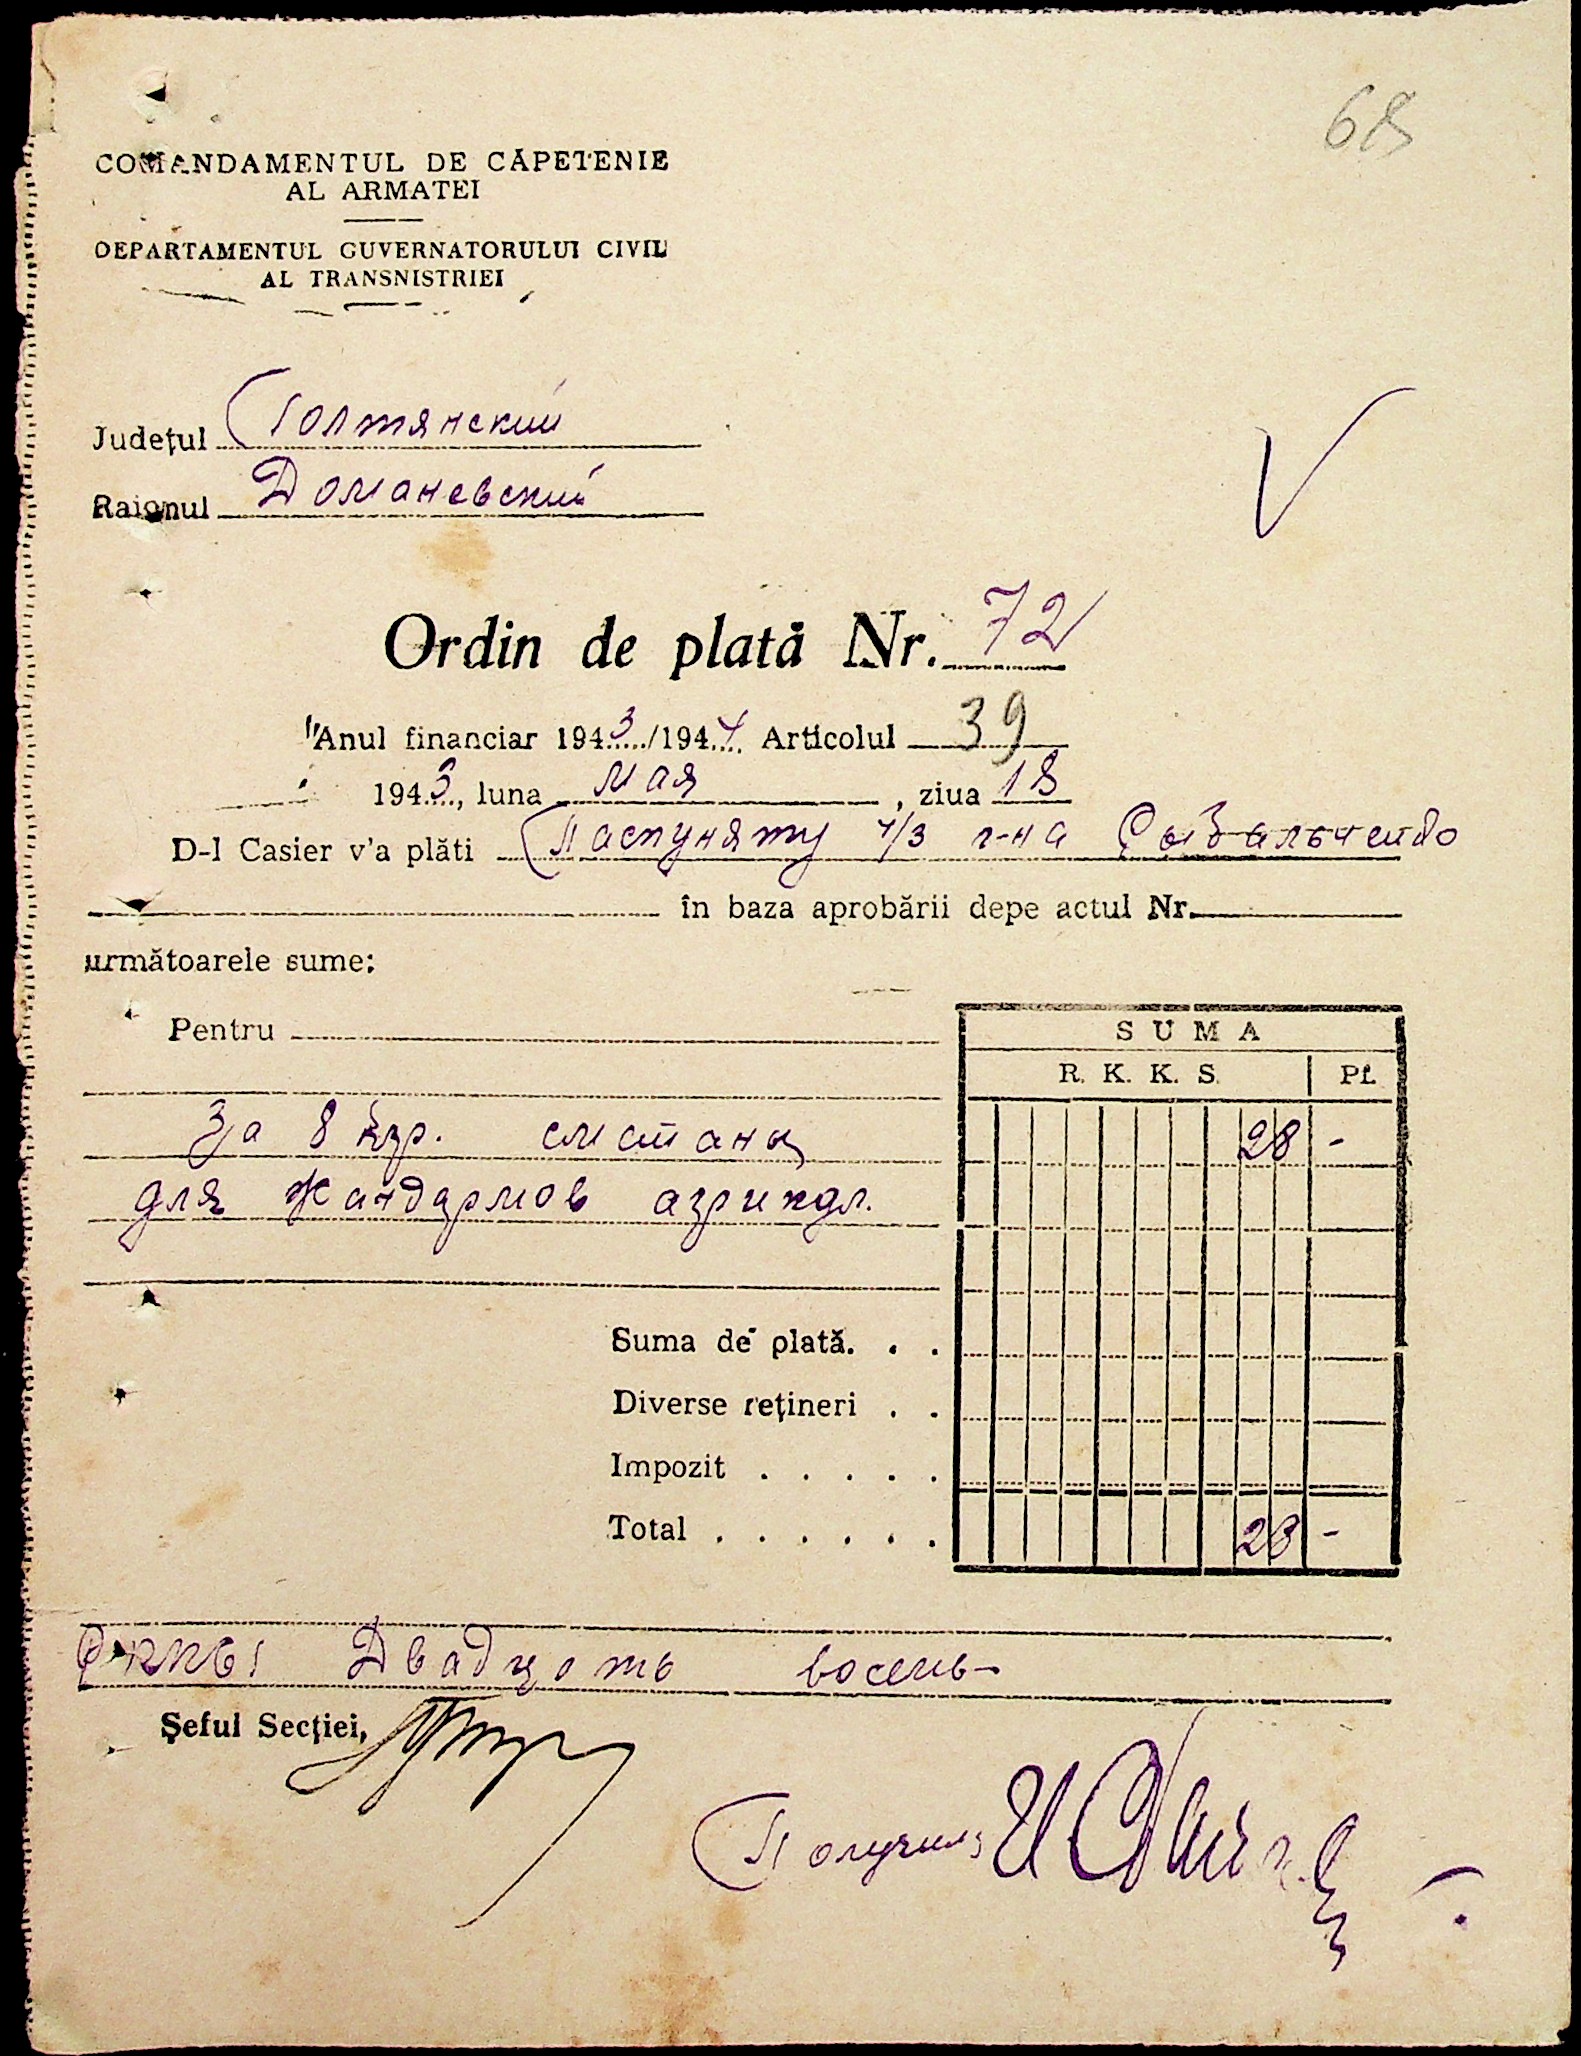 68
COMANDAMENTUL DE CĂPETENIE
AL ARMATEI
DEPARTAMENTUL GUVERNATORULUI CIVIL
AL TRANSNISTRIEI
Județul Голтянский
Raionul Доманевский
Ordin de plată Nr. 72
Anul financiar 1943/1944 Articolul 39
1943, luna мая, ziua 18
D-l Casier v'a plăti ч/з г-на
în baza aprobării depe actul Nr.
următoarele sume:
Pentru
SUMA
R. K. K. S. Pf.
За 8 кгр. сметаны 28 -
для жандармов
Suma de plată. . .
Diverse rețineri . .
Impozit . . . . .
Total . . . . . . 28 -
Двадцать восемь-
Șeful Secției,
Получил